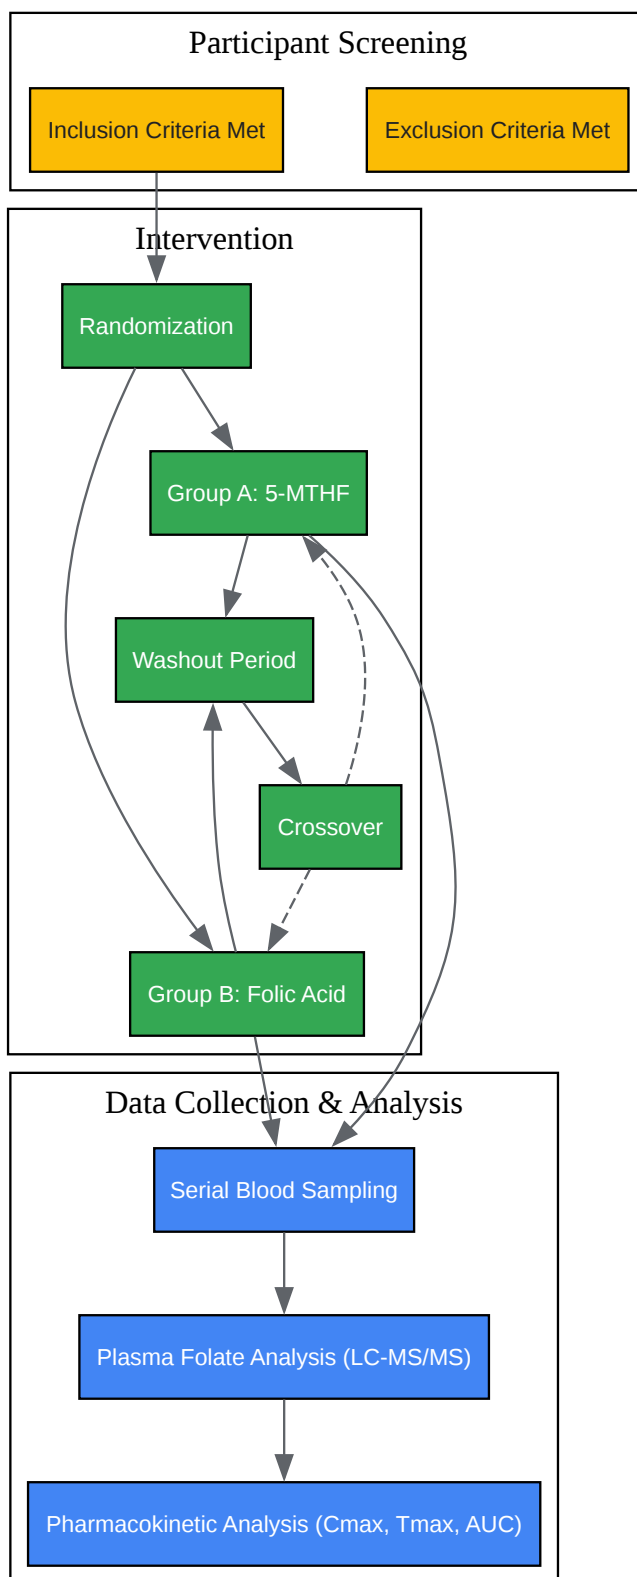 Participant Screening
Inclusion Criteria Met
Exclusion Criteria Met
Intervention
Randomization
Group A: 5-MTHF
Washout Period
Crossover
Group B: Folic Acid
Data Collection & Analysis
Serial Blood Sampling
Plasma Folate Analysis (LC-MS/MS)
Pharmacokinetic Analysis (Cmax, Tmax, AUC)